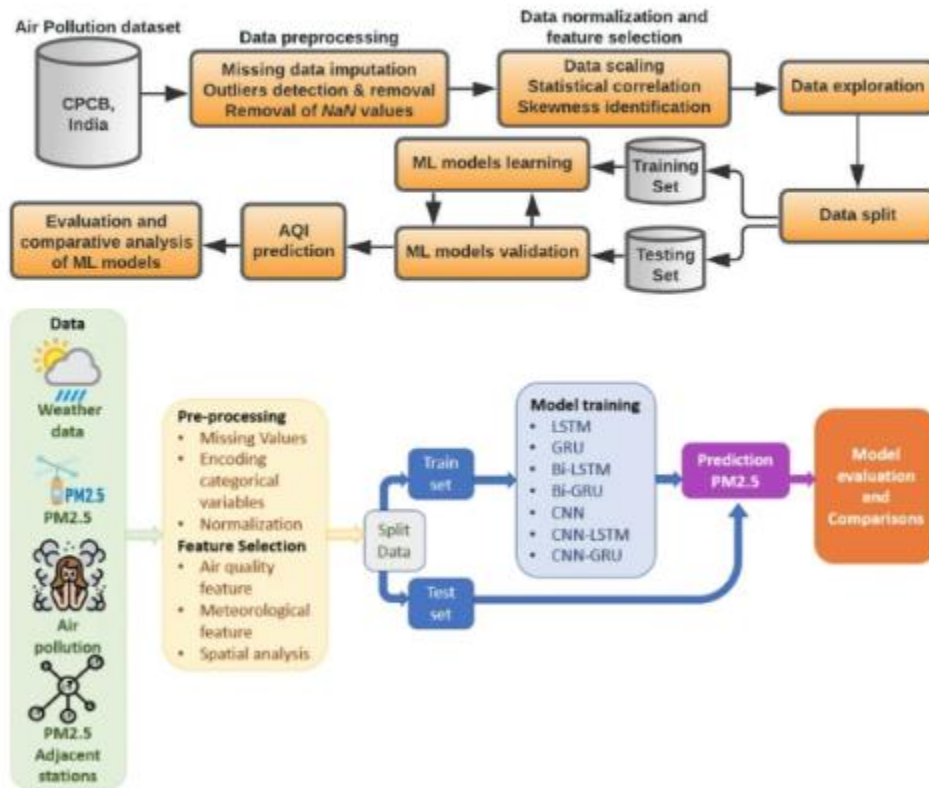 Air Pollution dataset
CPCB,
India
Data preprocessing
Missing data imputation
Outliers detection & removal
Removal of NaN values
Data normalization and
feature selection
Data scaling
Statistical correlation
Skewness identification
Data exploration
Data split
Training
Set
Testing
Set
ML models learning
ML models validation
AQI
prediction
Evaluation and
comparative analysis
of ML models
Data
Weather
data
PM2.5
PM2.5
Air
pollution
PM2.5
Adjacent
stations
Pre-processing
• Missing Values
• Encoding
categorical
variables
• Normalization
Feature Selection
• Air quality
feature
• Meteorological
feature
• Spatial analysis
Split
Data
Train
set
Test
set
Model training
• LSTM
• GRU
• Bi-LSTM
• Bi-GRU
• CNN
• CNN-LSTM
• CNN-GRU
Prediction
PM2.5
Model
evaluation
and
Comparisons